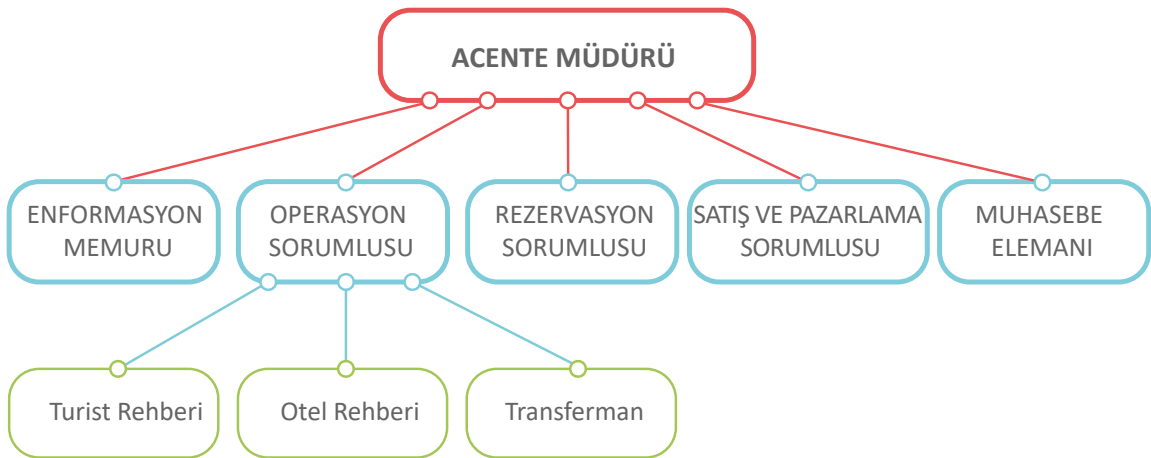 ACENTE MÜDÜRÜ
ENFORMASYON
MEMURU
OPERASYON
SORUMLUSU
REZERVASYON
SORUMLUSU
SATIŞ VE PAZARLAMA
SORUMLUSU
MUHASEBE
ELEMANI
Turist Rehberi
Otel Rehberi
Transferman